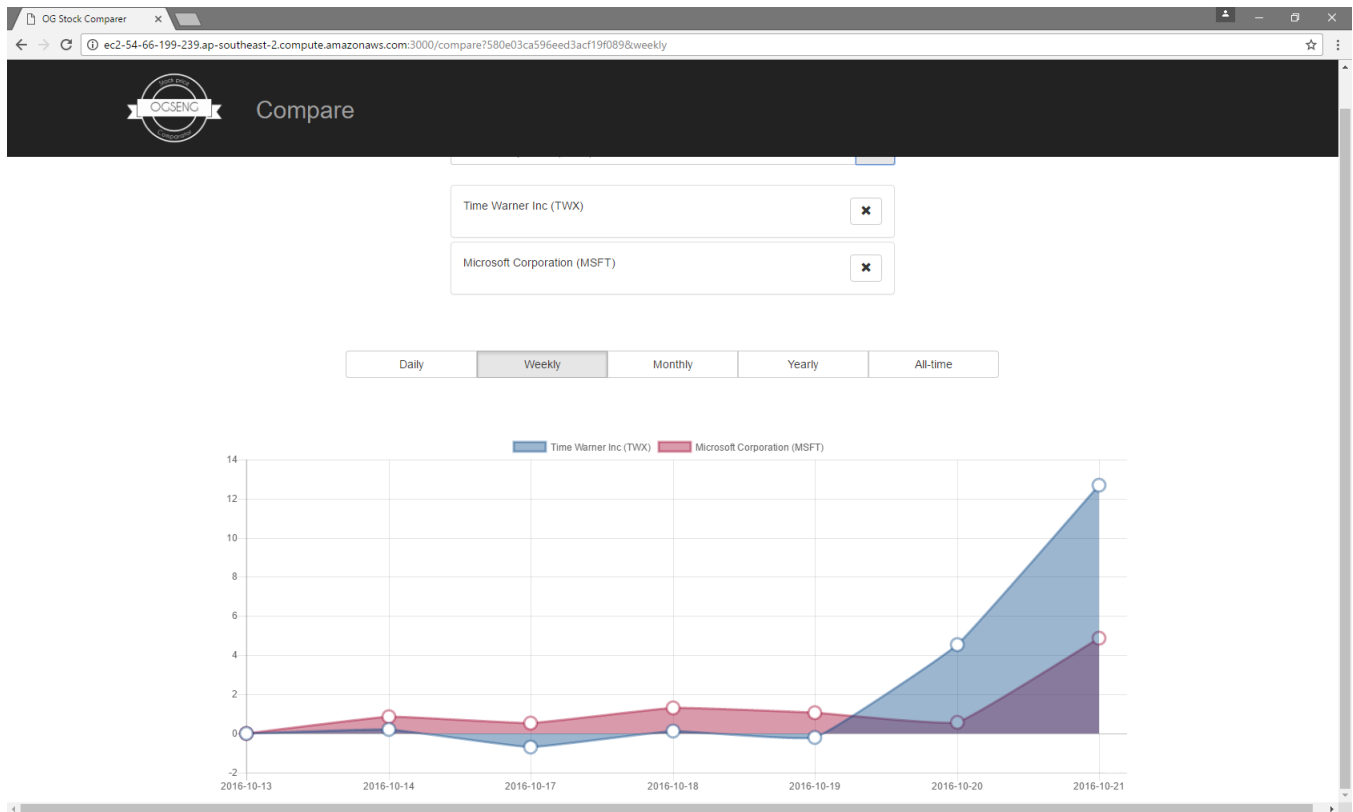 OG Stock Comparer
ec2-54-66-199-239.ap-southeast-2.compute.amazonaws.com:3000/compare?580e03ca596eed3acf19f089&weekly
Stock price
OGSENG
Comparator
Compare
Time Warner Inc (TWX)
Microsoft Corporation (MSFT)
Daily Weekly Monthly Yearly All-time
Time Warner Inc (TWX) Microsoft Corporation (MSFT)
14
12
10
8
6
4
2
0
-2
2016-10-13 2016-10-14 2016-10-17 2016-10-18 2016-10-19 2016-10-20 2016-10-21